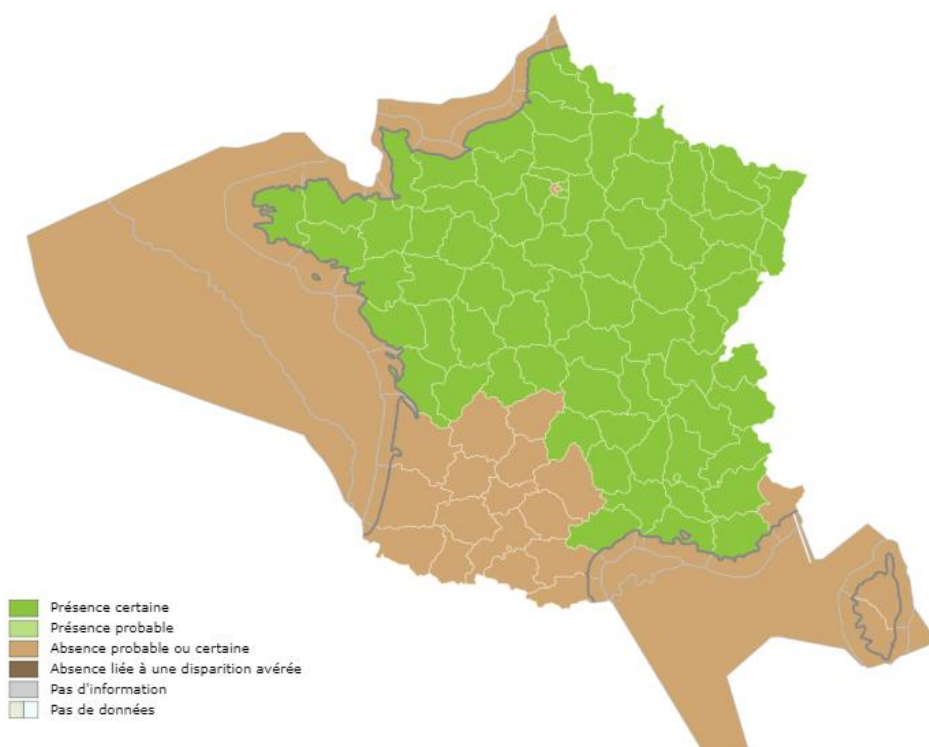 Présence certaine
Présence probable
Absence probable ou certaine
Absence liée à une disparition avérée
Pas d'information
Pas de données